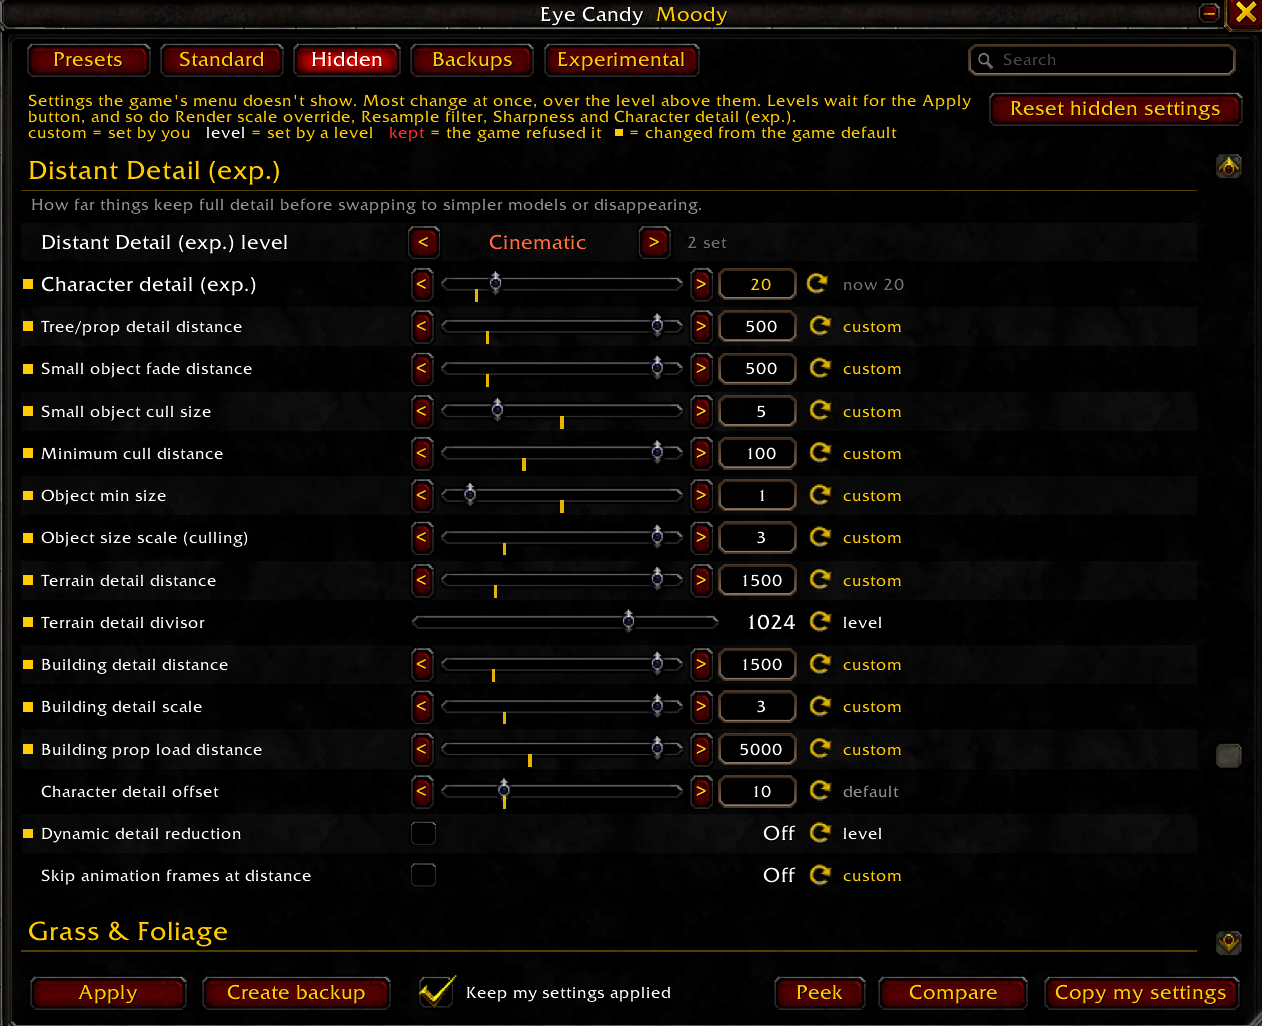 Eye Candy Moody
Presets Standard Hidden Backups Experimental Search
Settings the game's menu doesn't show. Most change at once, over the level above them. Levels wait for the Apply
button, and so do Render scale override, Resample filter, Sharpness and Character detail (exp.).
custom = set by you level = set by a level kept = the game refused it = changed from the game default
Reset hidden settings
Distant Detail (exp.)
How far things keep full detail before swapping to simpler models or disappearing.
Distant Detail (exp.) level < Cinematic > 2 set
Character detail (exp.) < > 20 now 20
Tree/prop detail distance < > 500 custom
Small object fade distance < > 500 custom
Small object cull size < > 5 custom
Minimum cull distance < > 100 custom
Object min size < > 1 custom
Object size scale (culling) < > 3 custom
Terrain detail distance < > 1500 custom
Terrain detail divisor 1024 level
Building detail distance < > 1500 custom
Building detail scale < > 3 custom
Building prop load distance < > 5000 custom
Character detail offset < > 10 default
Dynamic detail reduction Off level
Skip animation frames at distance Off custom
Grass & Foliage
Apply Create backup Keep my settings applied Peek Compare Copy my settings